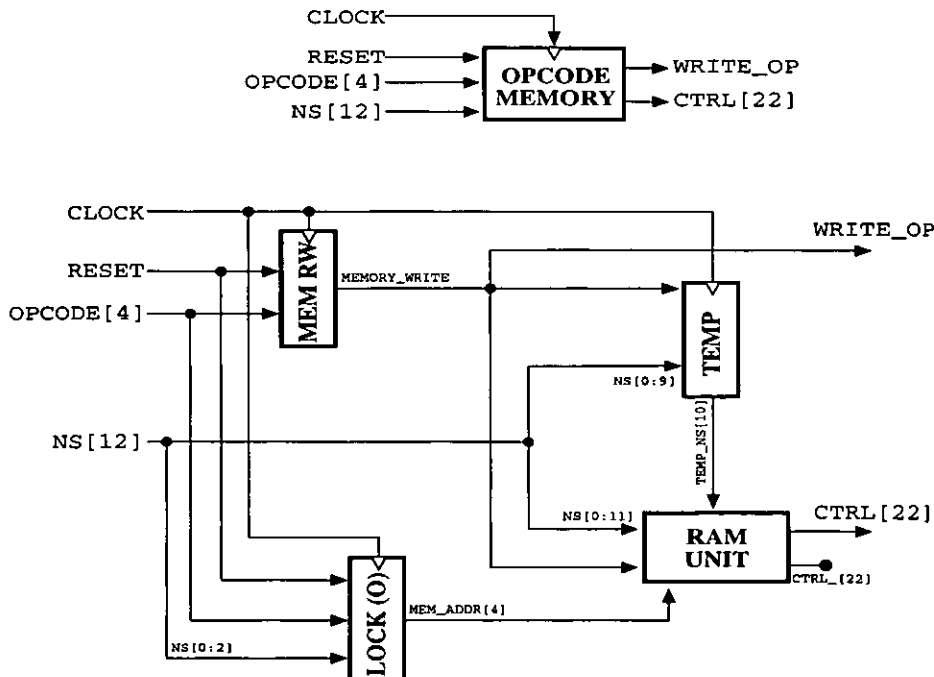 CLOCK
RESET
OPCODE[4]
NS[12]
OPCODE
MEMORY
WRITE_OP
CTRL[22]
CLOCK
RESET
OPCODE[4]
NS[12]
MEM RW
MEMORY_WRITE
WRITE_OP
TEMP
NS[0:9]
TEMP_NS[10]
NS[0:11]
RAM
UNIT
CTRL[22]
CTRL_[22]
LOCK (O)
MEM_ADDR[4]
NS[0:2]